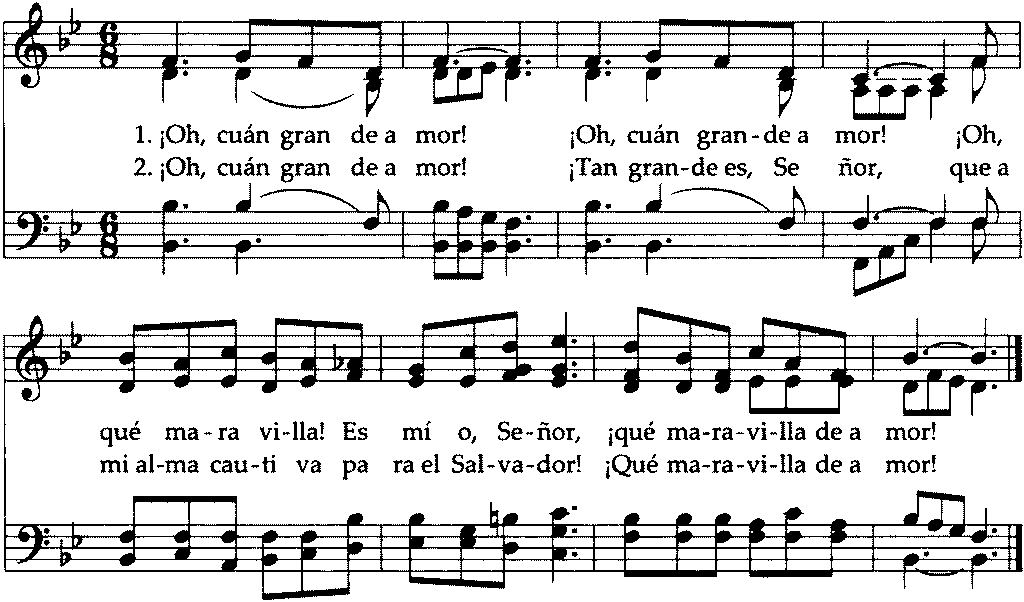 1. ¡Oh, cuán gran de a mor! ¡Oh, cuán gran-de a mor! ¡Oh,
2. ¡Oh, cuán gran de a mor! ¡Tan gran-de es, Se ñor, que a
qué ma-ra vi-lla! Es mí o, Se-ñor, ¡qué ma-ra-vi-lla de a mor!
mi al-ma cau-ti va pa ra el Sal-va-dor! ¡Qué ma-ra-vi-lla de a mor!